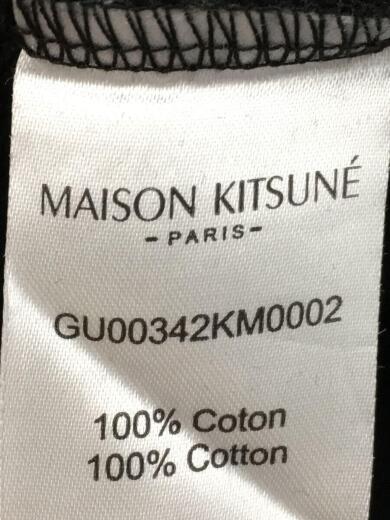 MAISON KITSUNÉ
- PARIS -
GU00342KM0002
100% Coton
100% Cotton